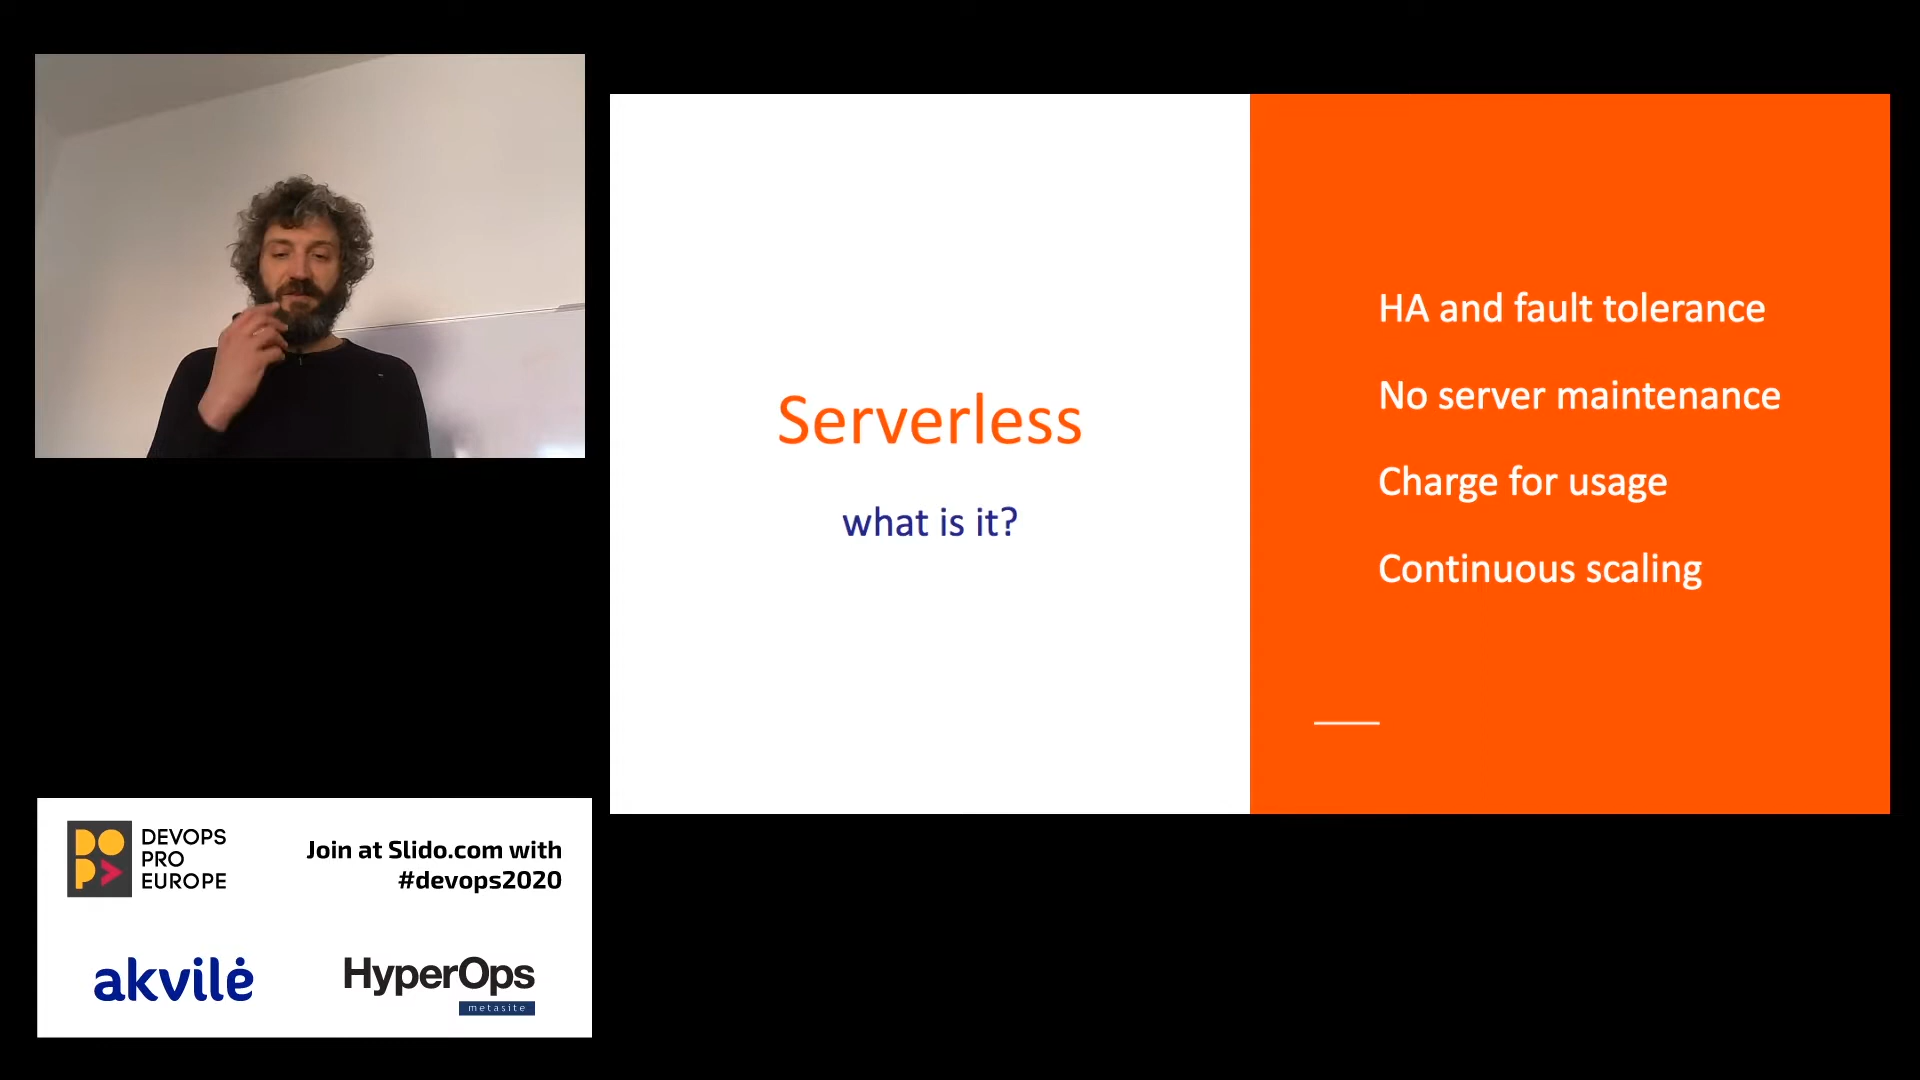 Serverless
what is it?
HA and fault tolerance
No server maintenance
Charge for usage
Continuous scaling
DEVOPS
PRO
EUROPE
Join at Slido.com with
#devops2020
akvilė
HyperOps
metasite